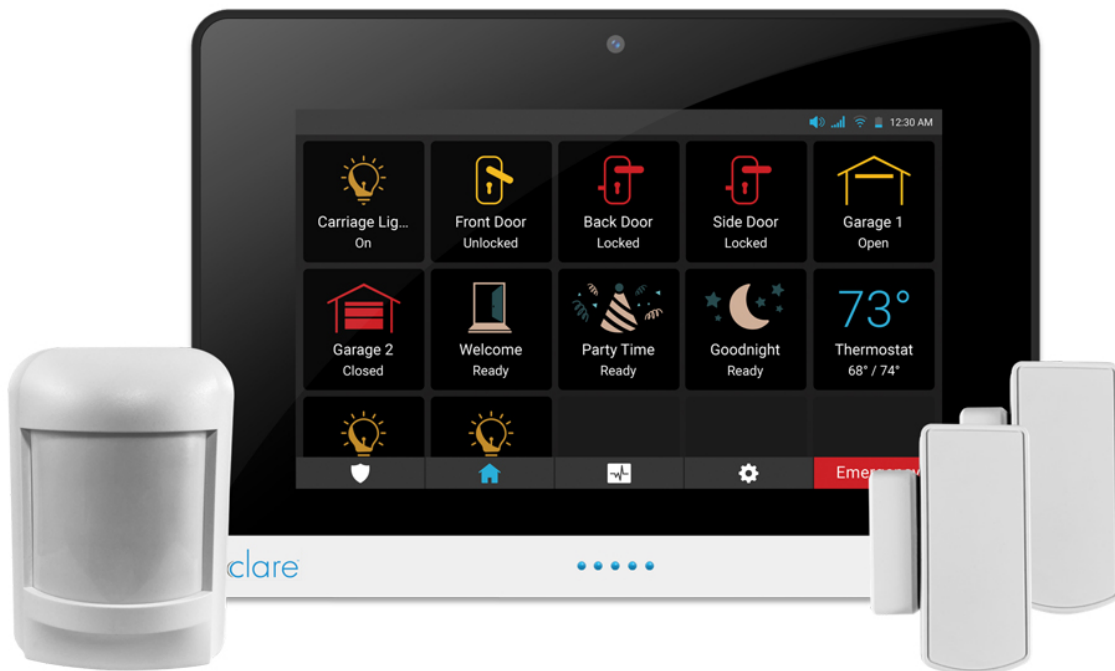 12:30 AM
Carriage Lig...
On
Front Door
Unlocked
Back Door
Locked
Side Door
Locked
Garage 1
Open
Garage 2
Closed
Welcome
Ready
Party Time
Ready
Goodnight
Ready
73°
Thermostat
68° / 74°
Emergency
clare